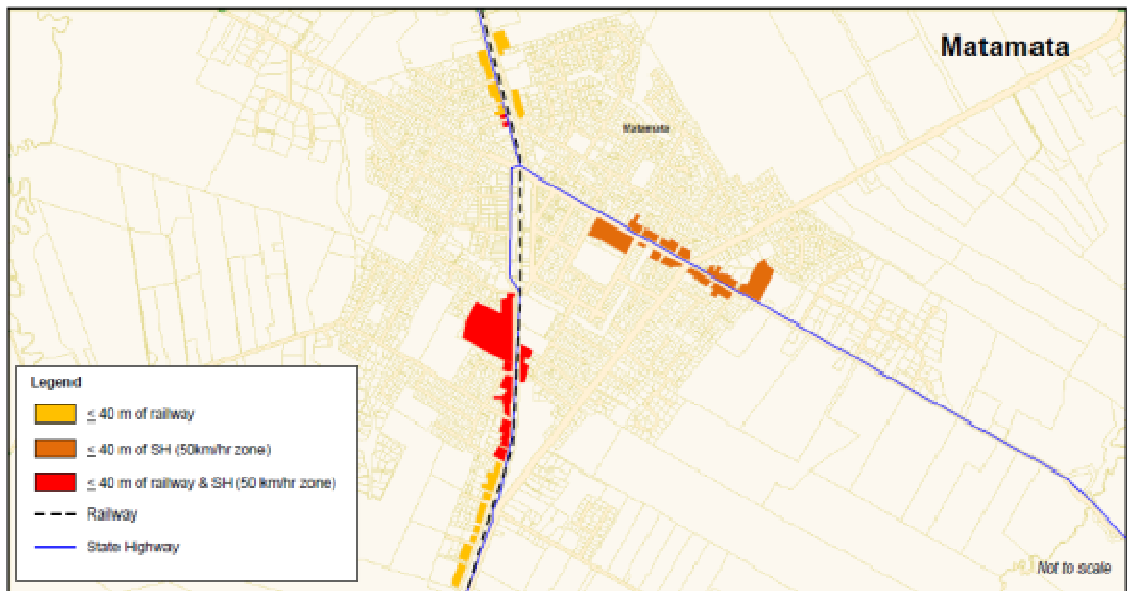 Matamata
Matamata
Legend
≤ 40 m of railway
≤ 40 m of SH (50km/hr zone)
≤ 40 m of railway & SH (50 km/hr zone)
Railway
State Highway
Not to scale